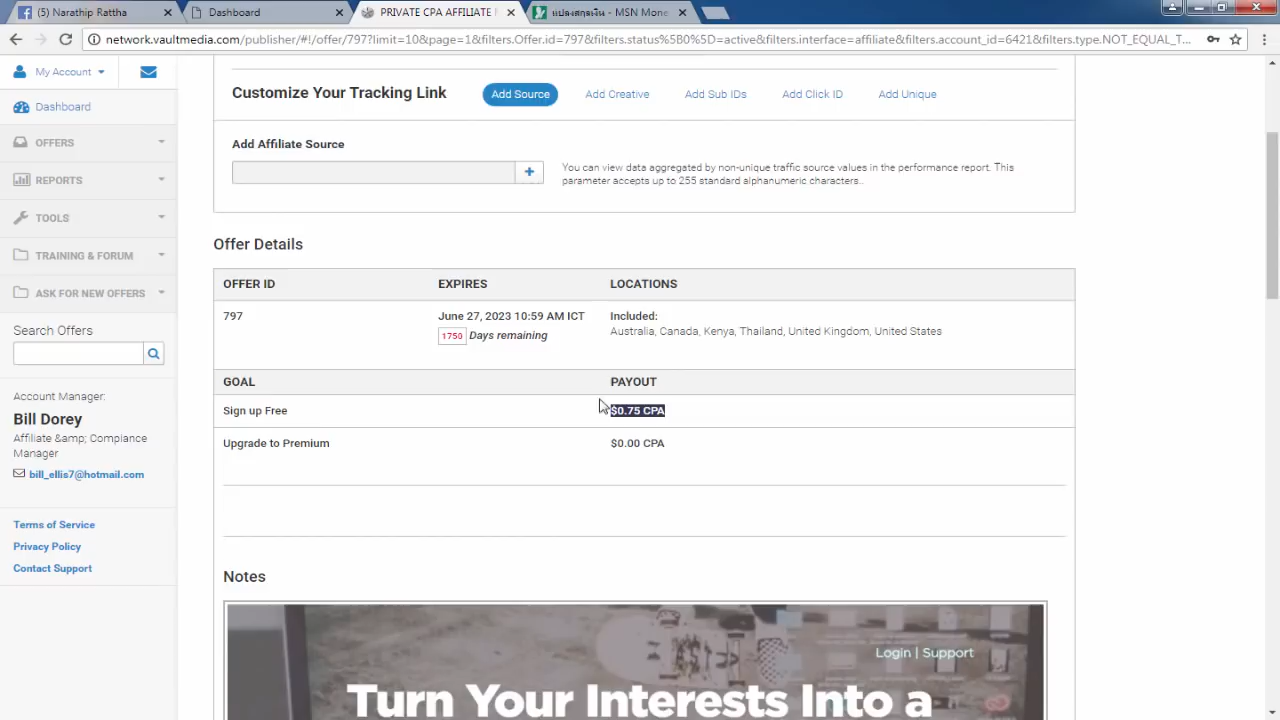 (5) Narathip Rattha
Dashboard
PRIVATE CPA AFFILIATE
แปลงสกุลเงิน - MSN Mone
network.vaultmedia.com/publisher/#!/offer/797?limit=10&page=1&filters.Offer.id=797&filters.status%5B0%5D=active&filters.interface=affiliate&filters.account_id=6421&filters.type.NOT_EQUAL_T...
My Account
Dashboard
OFFERS
REPORTS
TOOLS
TRAINING & FORUM
ASK FOR NEW OFFERS
Search Offers
Account Manager:
Bill Dorey
Affiliate &amp; Compliance
Manager
bill_ellis7@hotmail.com
Terms of Service
Privacy Policy
Contact Support
Customize Your Tracking Link
Add Source
Add Creative
Add Sub IDs
Add Click ID
Add Unique
Add Affiliate Source
+
You can view data aggregated by non-unique traffic source values in the performance report. This
parameter accepts up to 255 standard alphanumeric characters..
Offer Details
OFFER ID EXPIRES LOCATIONS
797 June 27, 2023 10:59 AM ICT Included:
1750 Days remaining Australia, Canada, Kenya, Thailand, United Kingdom, United States
GOAL PAYOUT
Sign up Free $0.75 CPA
Upgrade to Premium $0.00 CPA
Notes
Login | Support
Turn Your Interests Into a